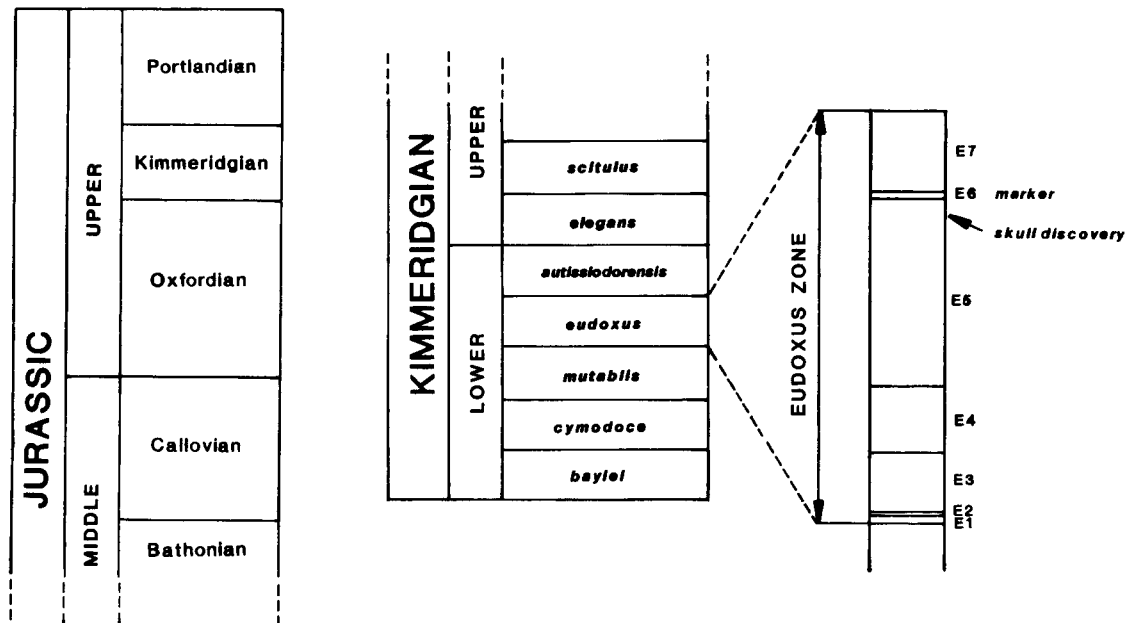 JURASSIC
UPPER
MIDDLE
Portlandian
Kimmeridgian
Oxfordian
Callovian
Bathonian
KIMMERIDGIAN
UPPER
LOWER
scitulus
elegans
autissiodorensis
eudoxus
mutabilis
cymodoce
baylei
EUDOXUS ZONE
E7
E6 marker
skull discovery
E5
E4
E3
E2
E1